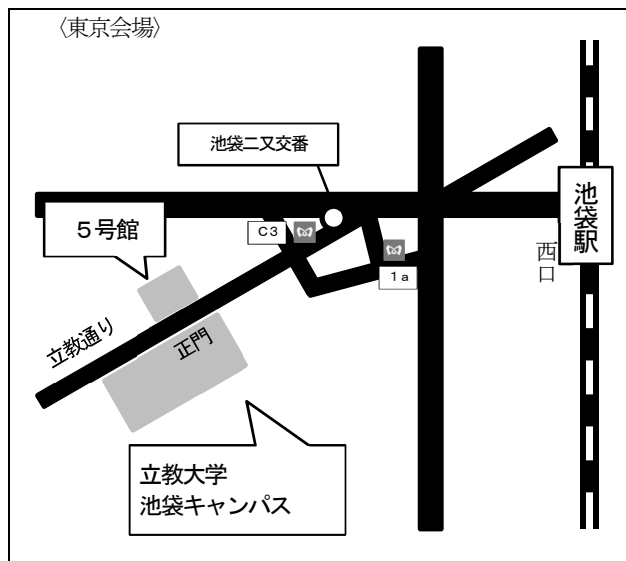 〈東京会場〉
池袋二又交番
池袋駅
西口
5号館
C3
1a
立教通り
正門
立教大学
池袋キャンパス